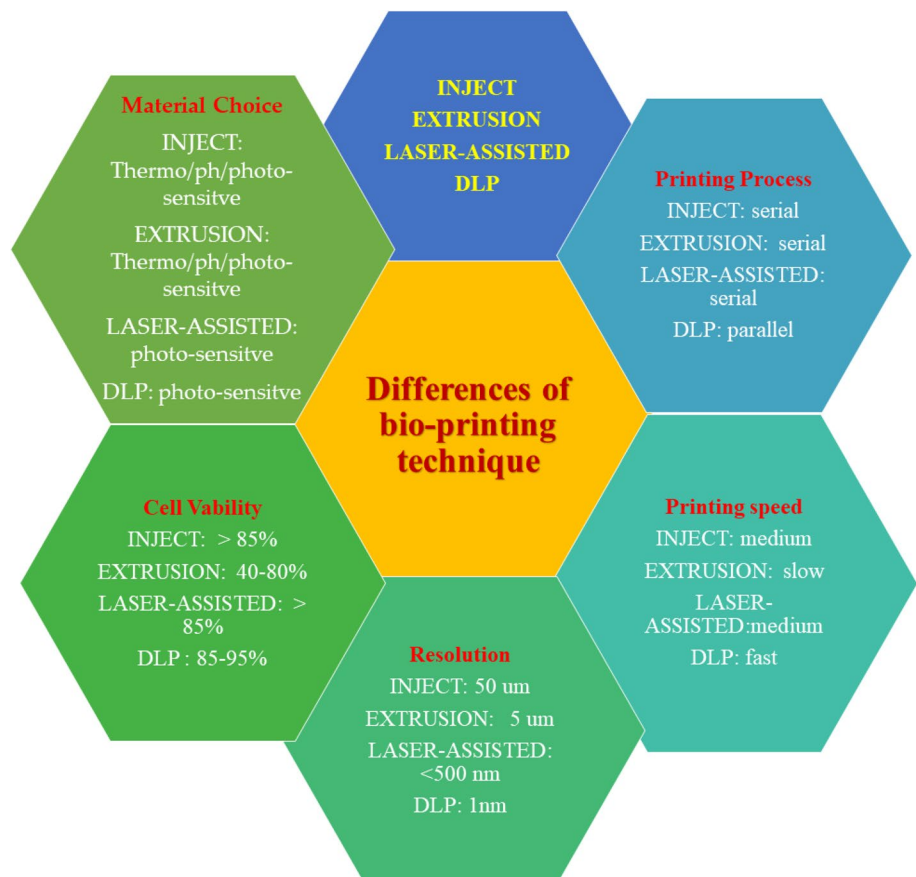 INJECT
EXTRUSION
LASER-ASSISTED
DLP
Material Choice
INJECT:
Thermo/ph/photo-
sensitve
EXTRUSION:
Thermo/ph/photo-
sensitve
LASER-ASSISTED:
photo-sensitve
DLP: photo-sensitve
Printing Process
INJECT: serial
EXTRUSION: serial
LASER-ASSISTED:
serial
DLP: parallel
Differences of
bio-printing
technique
Cell Vability
INJECT: > 85%
EXTRUSION: 40-80%
LASER-ASSISTED: >
85%
DLP : 85-95%
Printing speed
INJECT: medium
EXTRUSION: slow
LASER-
ASSISTED:medium
DLP: fast
Resolution
INJECT: 50 um
EXTRUSION: 5 um
LASER-ASSISTED:
<500 nm
DLP: 1nm